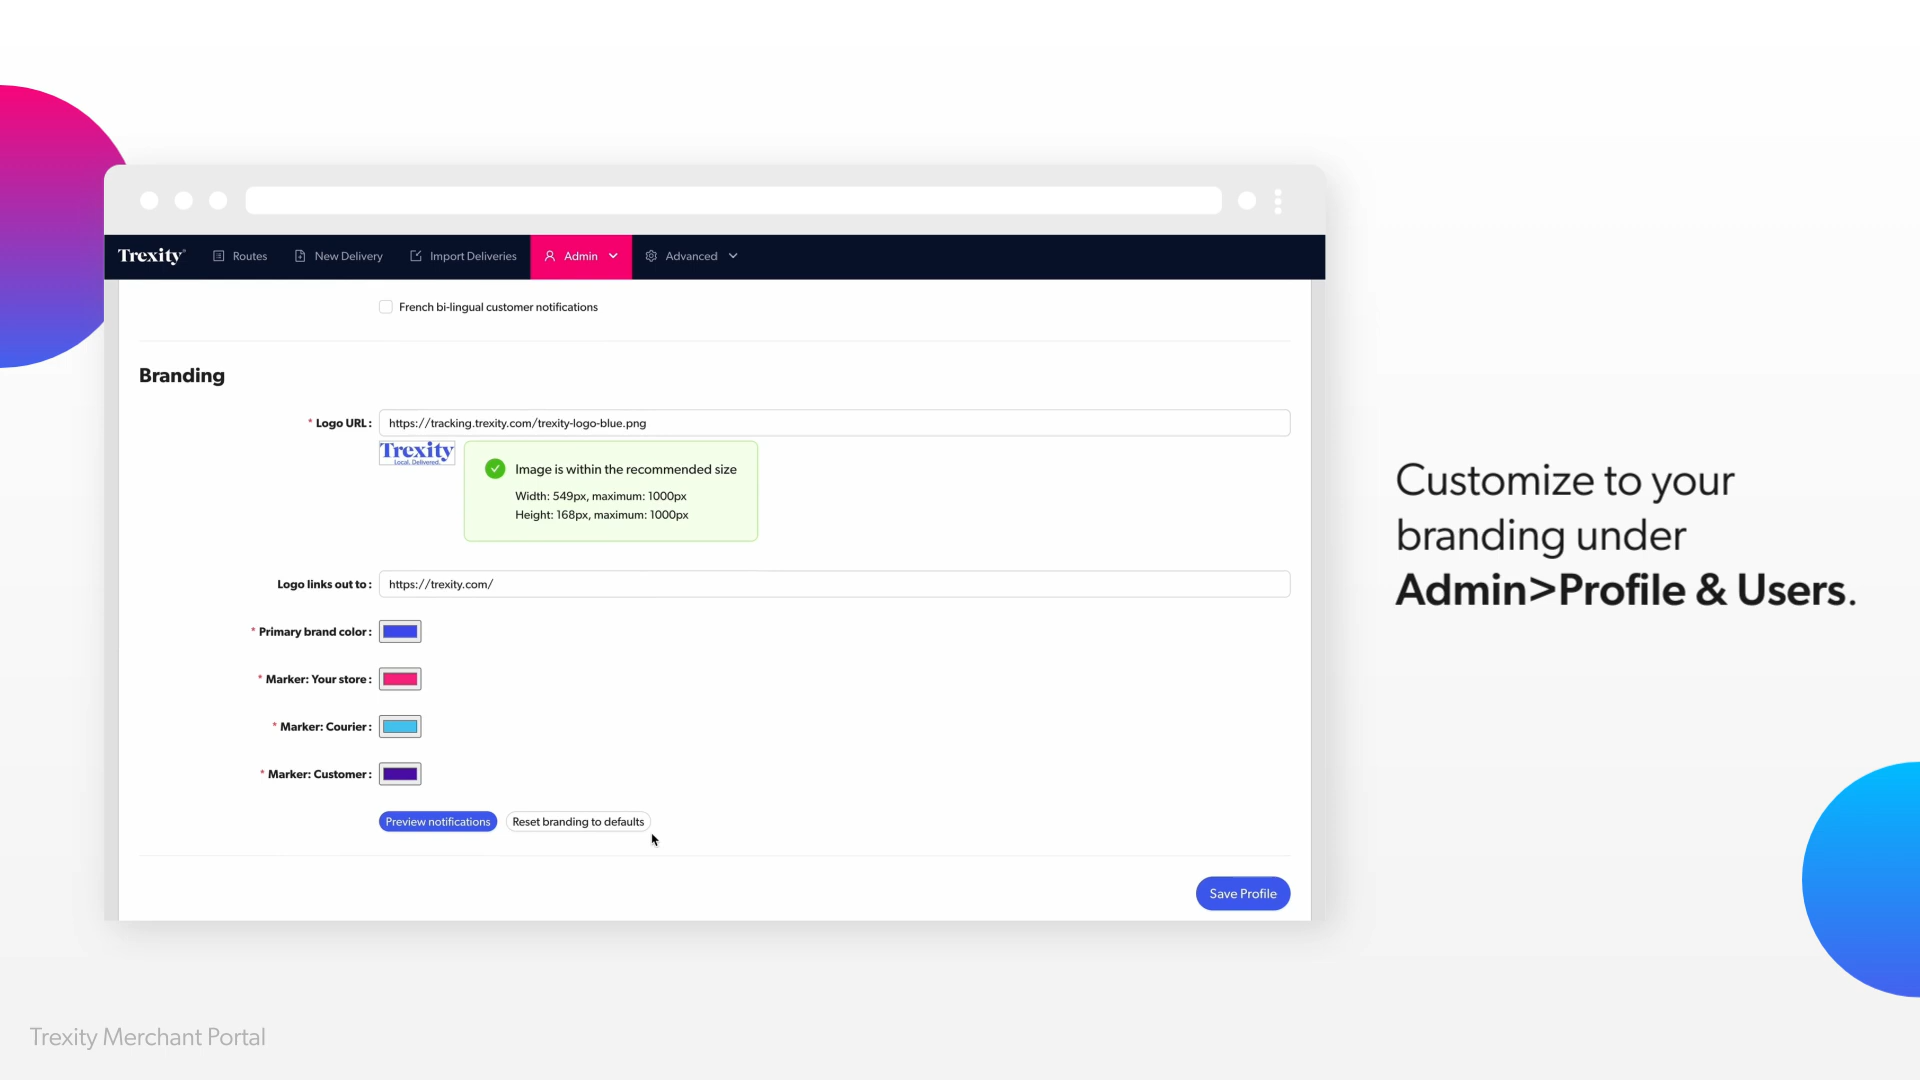 Trexity
Routes
New Delivery
Import Deliveries
Admin
Advanced
French bi-lingual customer notifications
Branding
* Logo URL :
https://tracking.trexity.com/trexity-logo-blue.png
Trexity
Local. Delivered.
Image is within the recommended size
Width: 549px, maximum: 1000px
Height: 168px, maximum: 1000px
Logo links out to :
https://trexity.com/
* Primary brand color :
* Marker: Your store :
* Marker: Courier :
* Marker: Customer :
Preview notifications
Reset branding to defaults
Save Profile
Customize to your
branding under
Admin>Profile & Users.
Trexity Merchant Portal